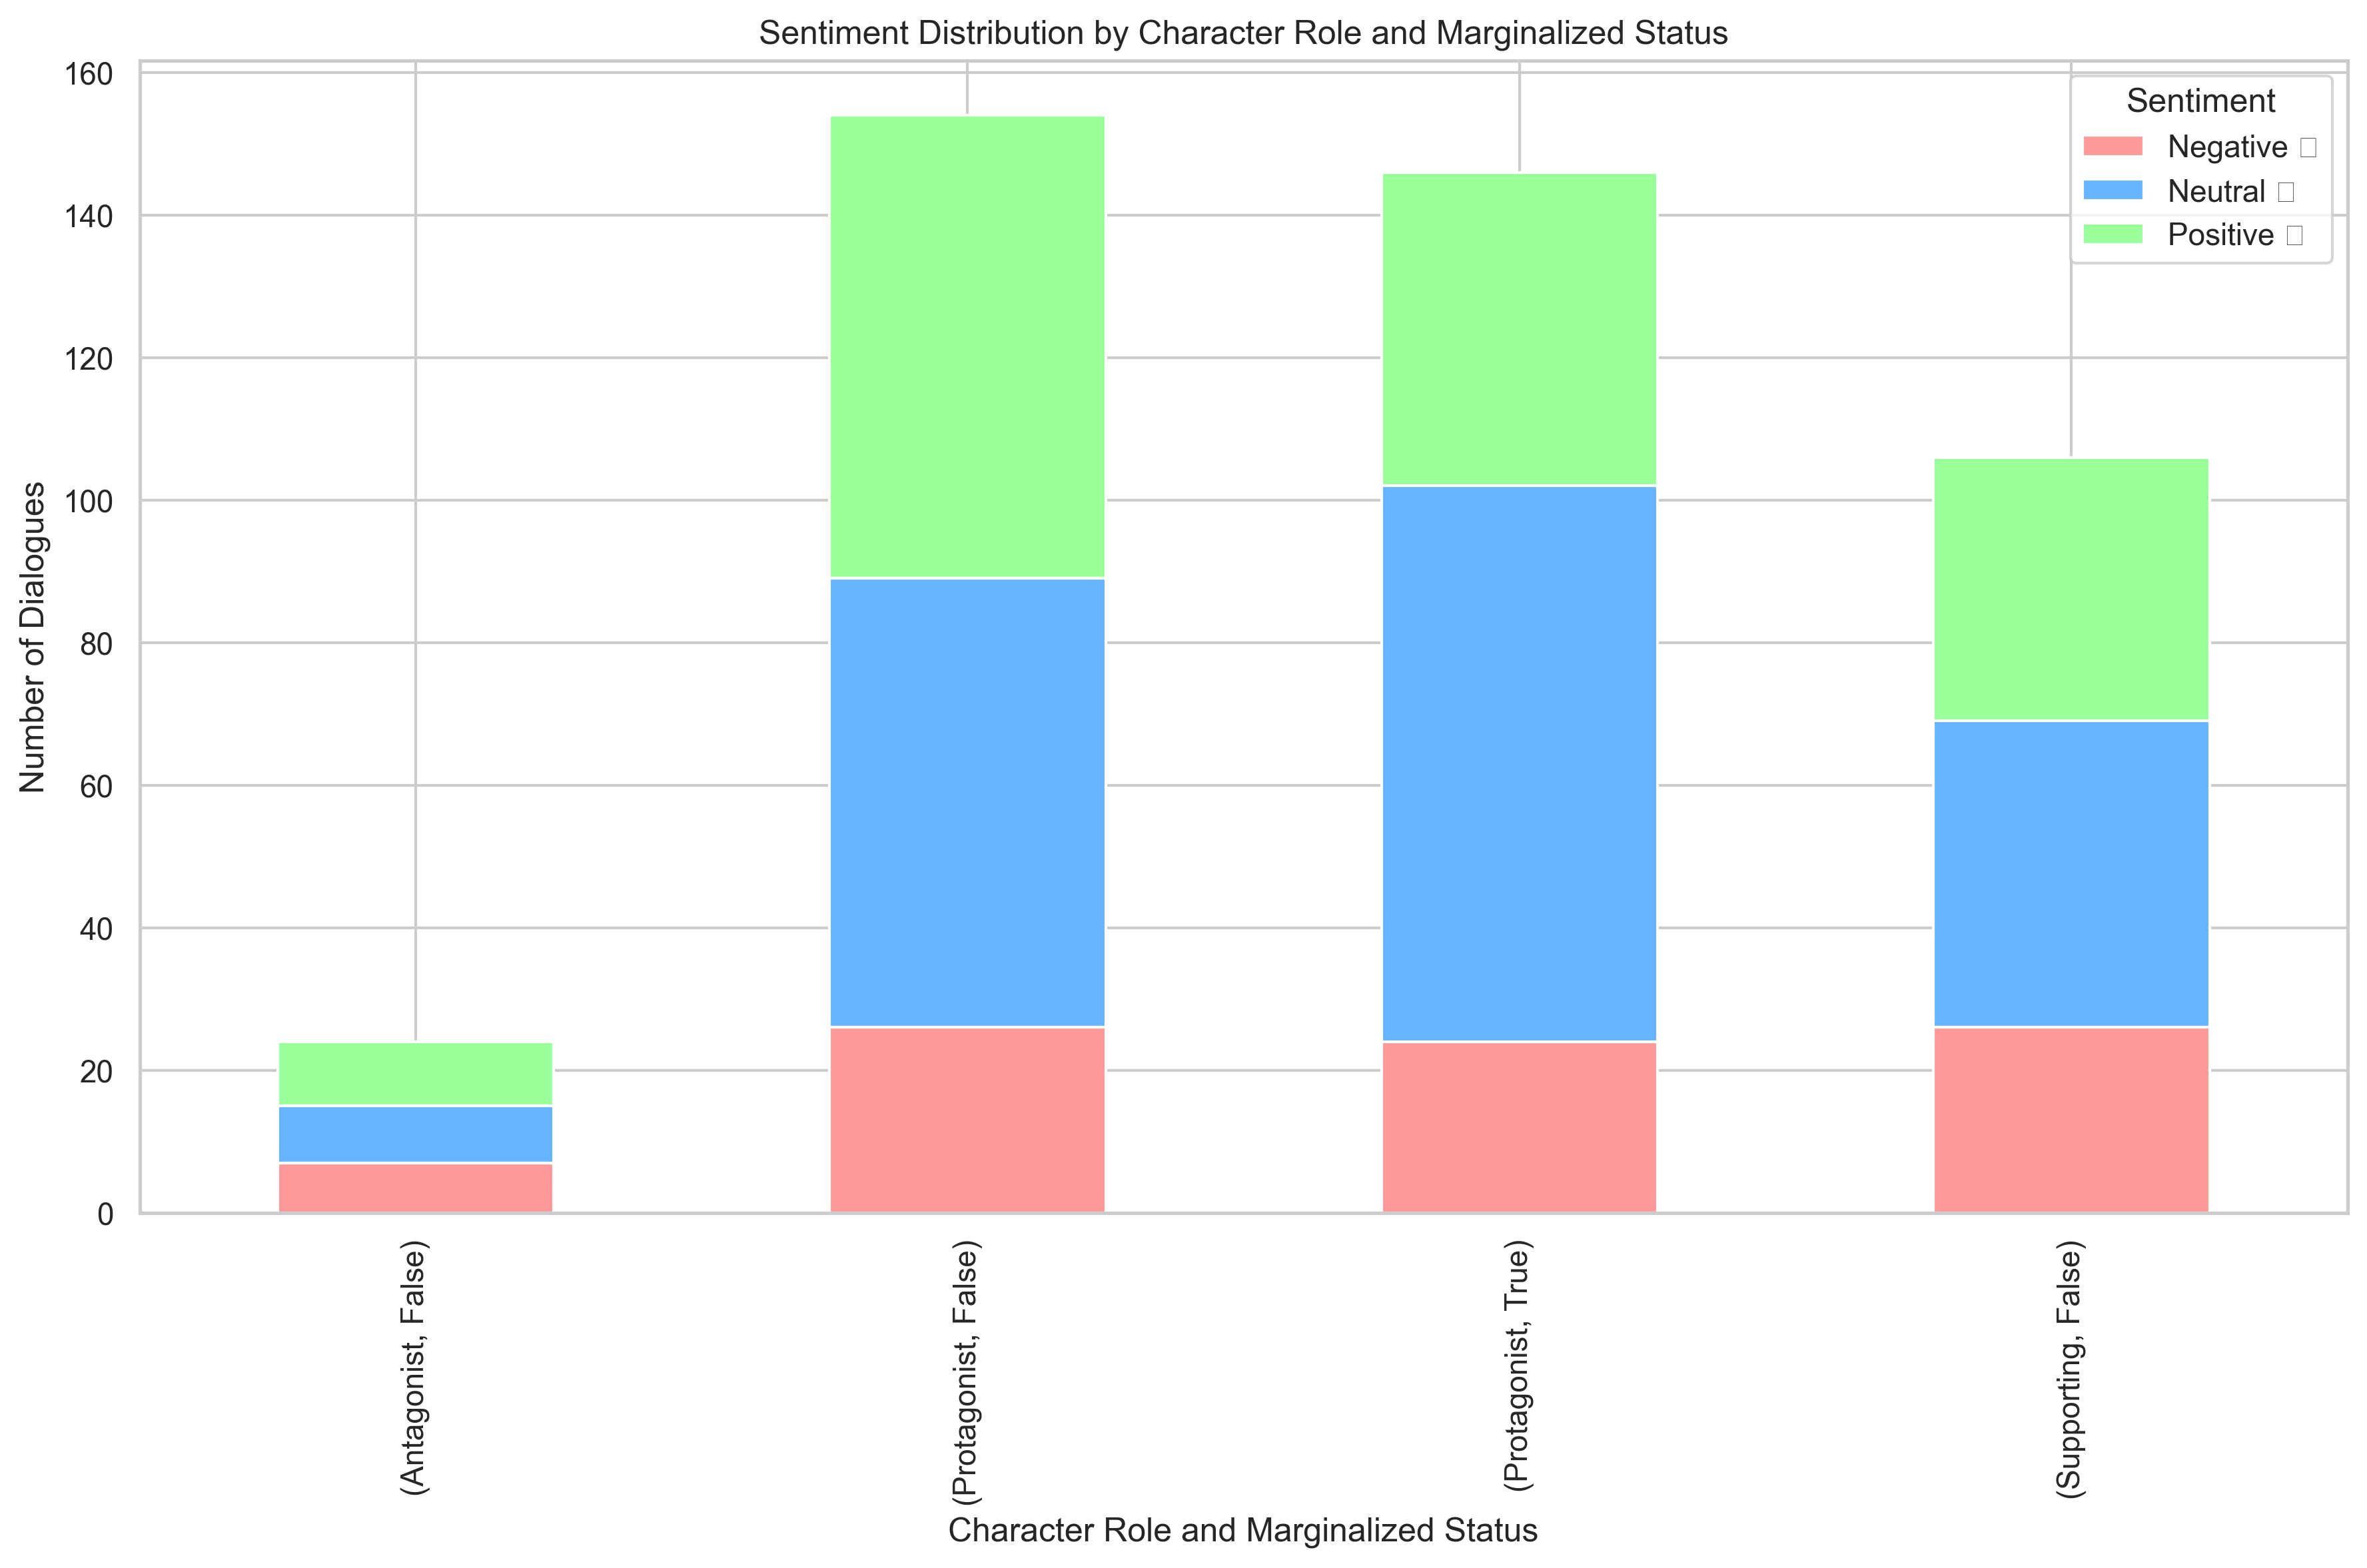 Sentiment Distribution by Character Role and Marginalized Status
160
140
120
100
80
60
40
20
0
Number of Dialogues
Sentiment
Negative
Neutral
Positive
(Antagonist, False)
(Protagonist, False)
(Protagonist, True)
(Supporting, False)
Character Role and Marginalized Status